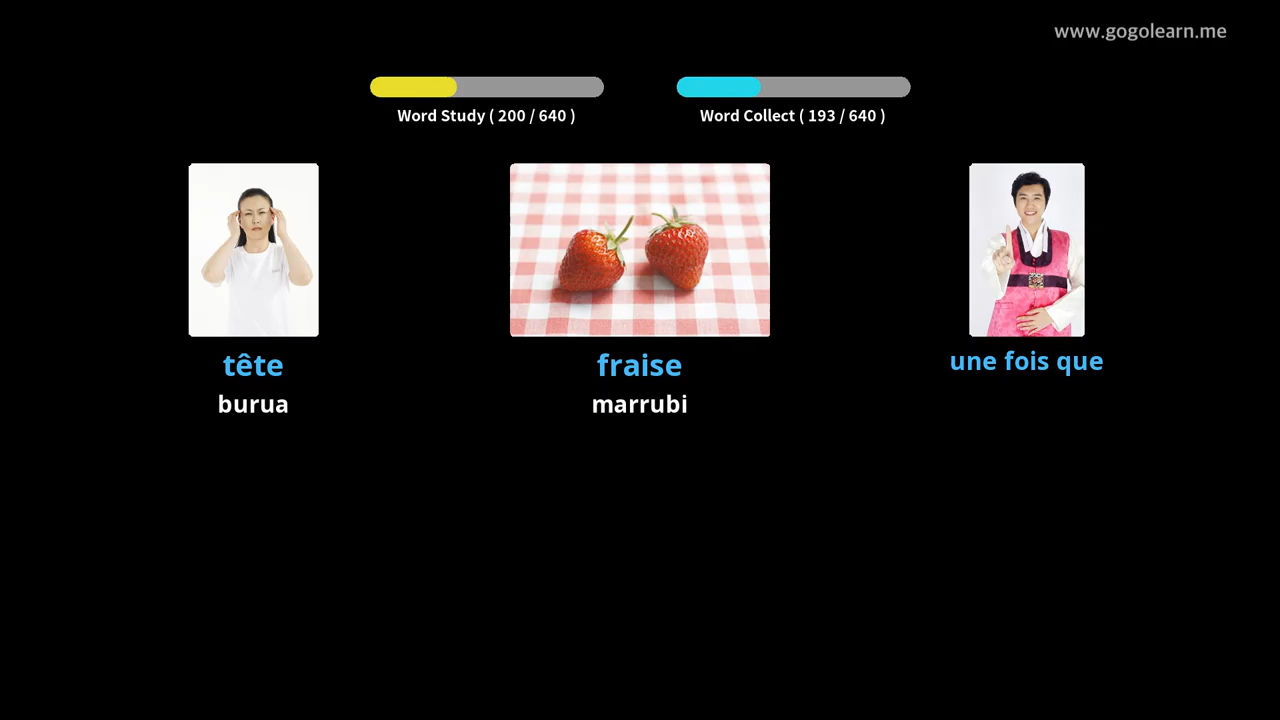 www.gogolearn.me
Word Study ( 200 / 640 )
Word Collect ( 193 / 640 )
tête
burua
fraise
marrubi
une fois que